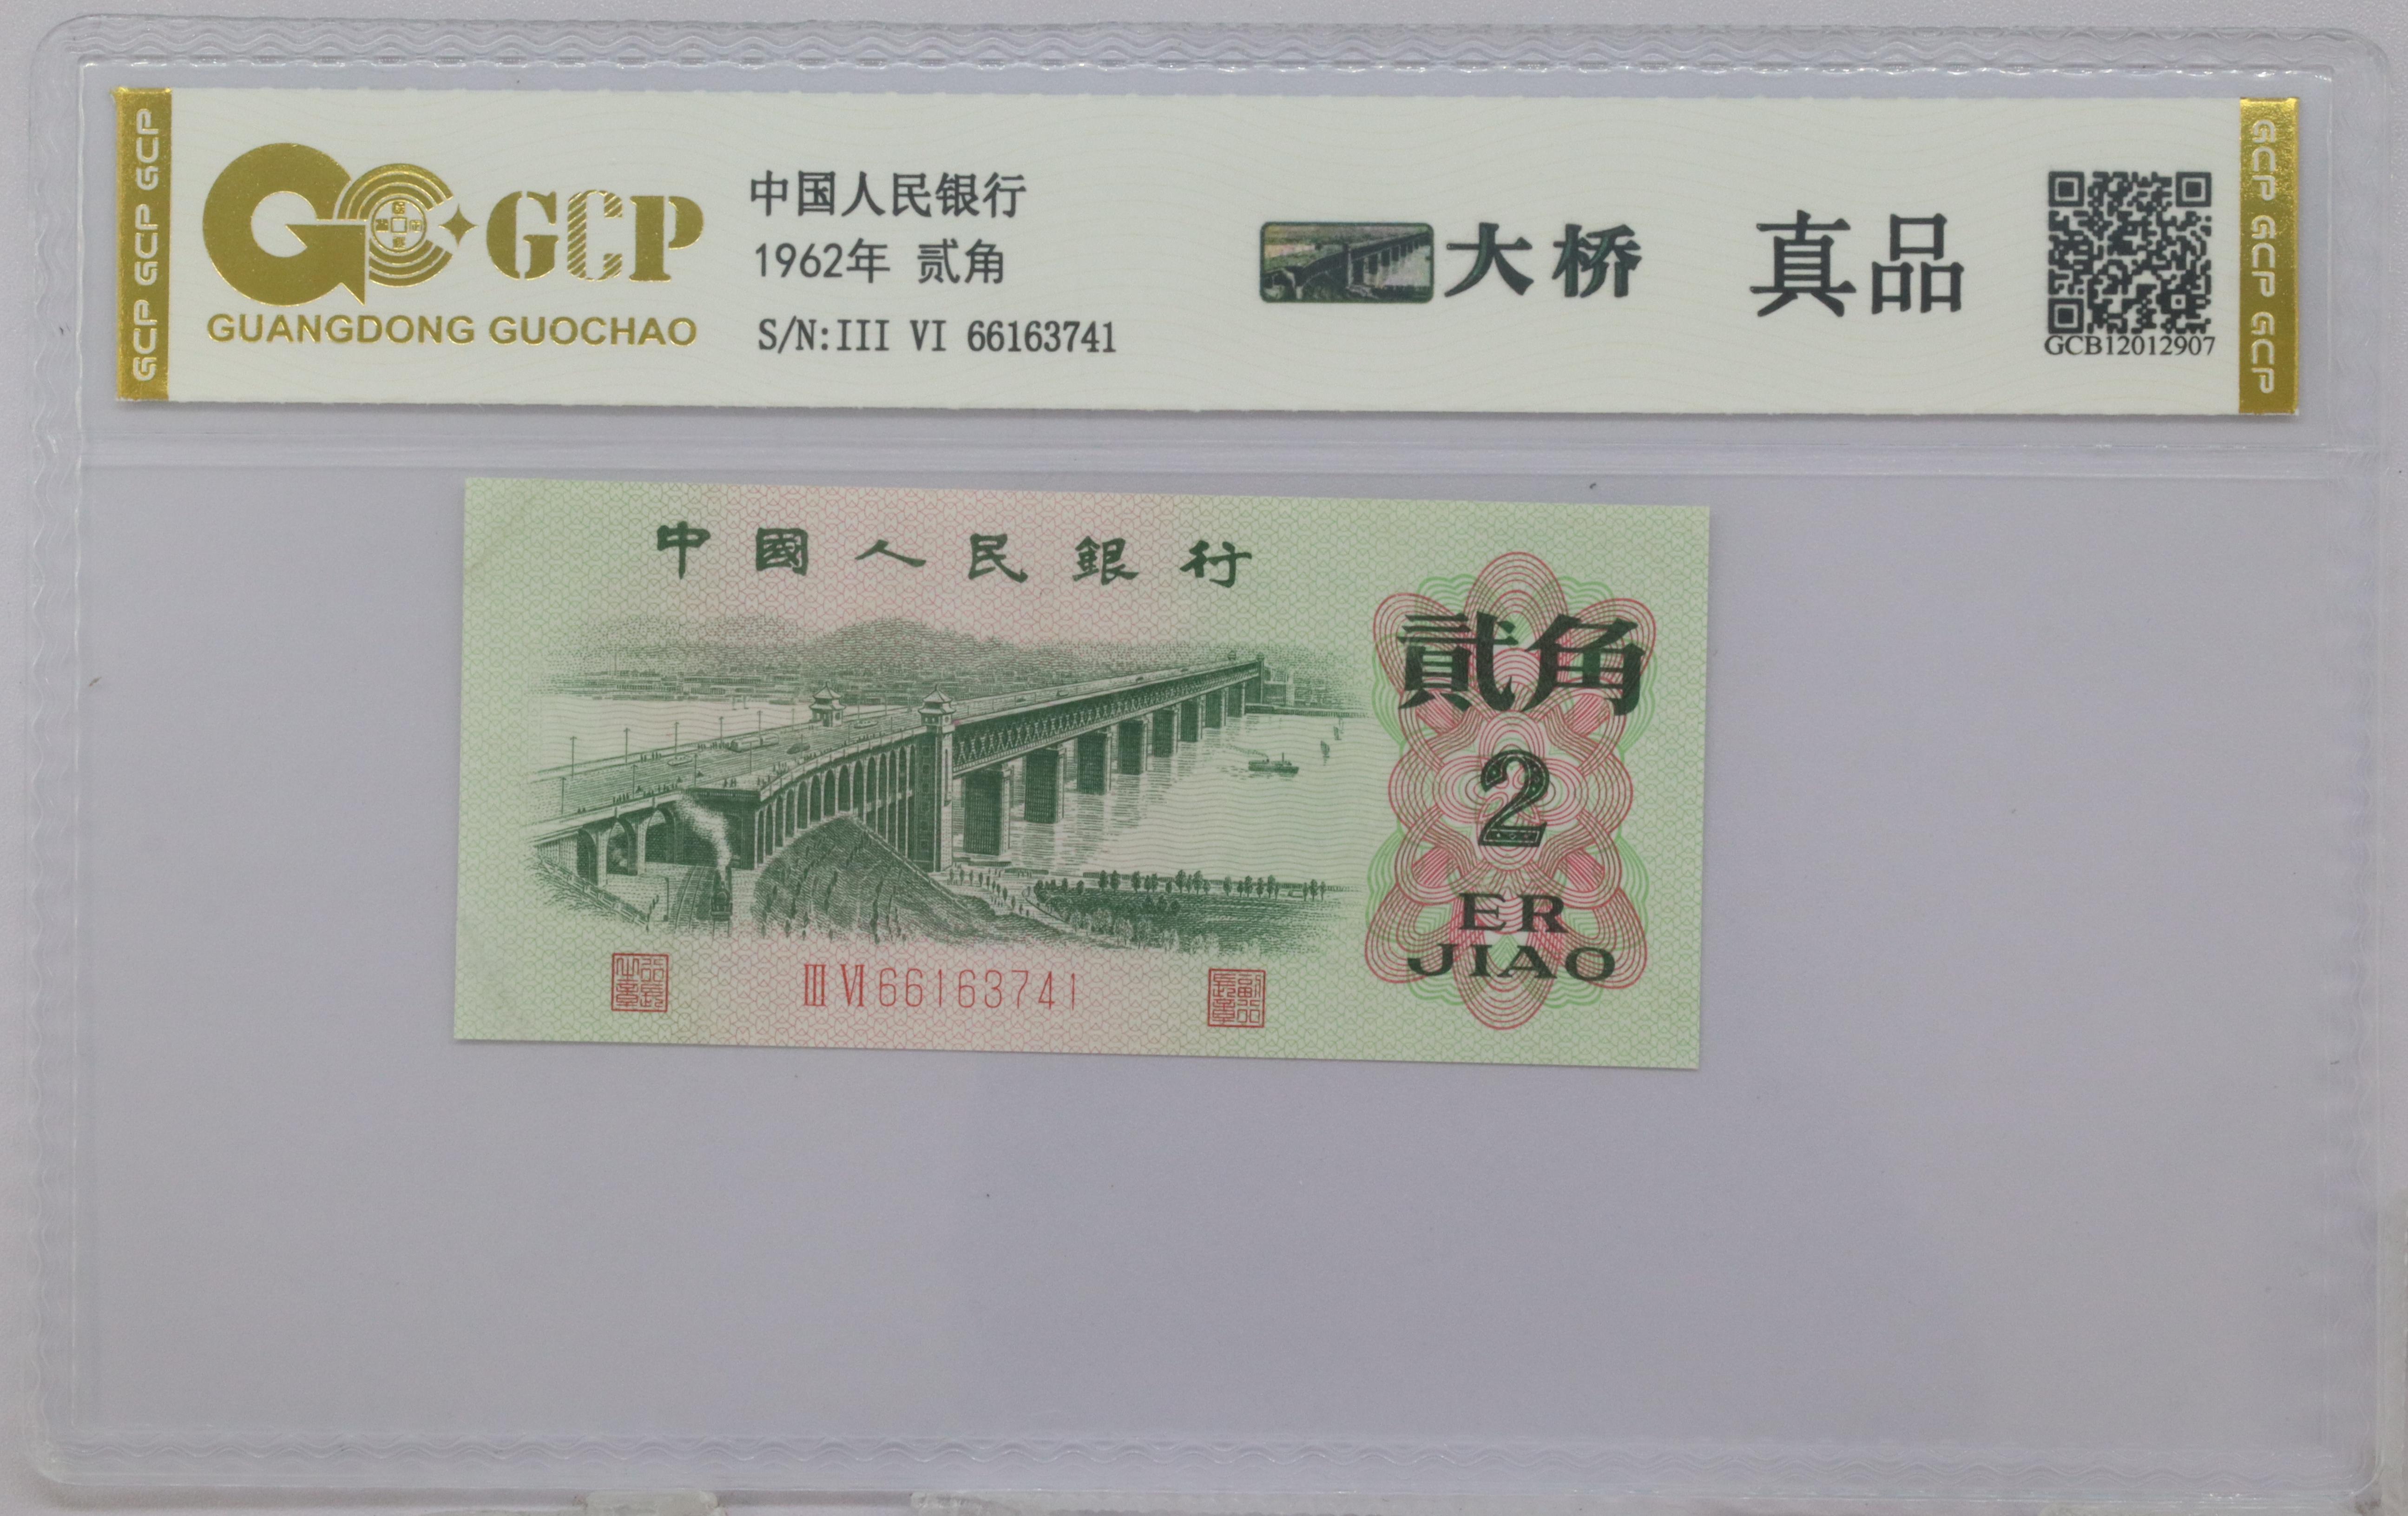 GCP GCP GCP
GCP
GUANGDONG GUOCHAO
中国人民银行
1962年 贰角
S/N:III VI 66163741
大桥
真品
GCB12012907
GCP GCP GCP
中國人民銀行
貳角
2
ER
JIAO
III VI 66163741